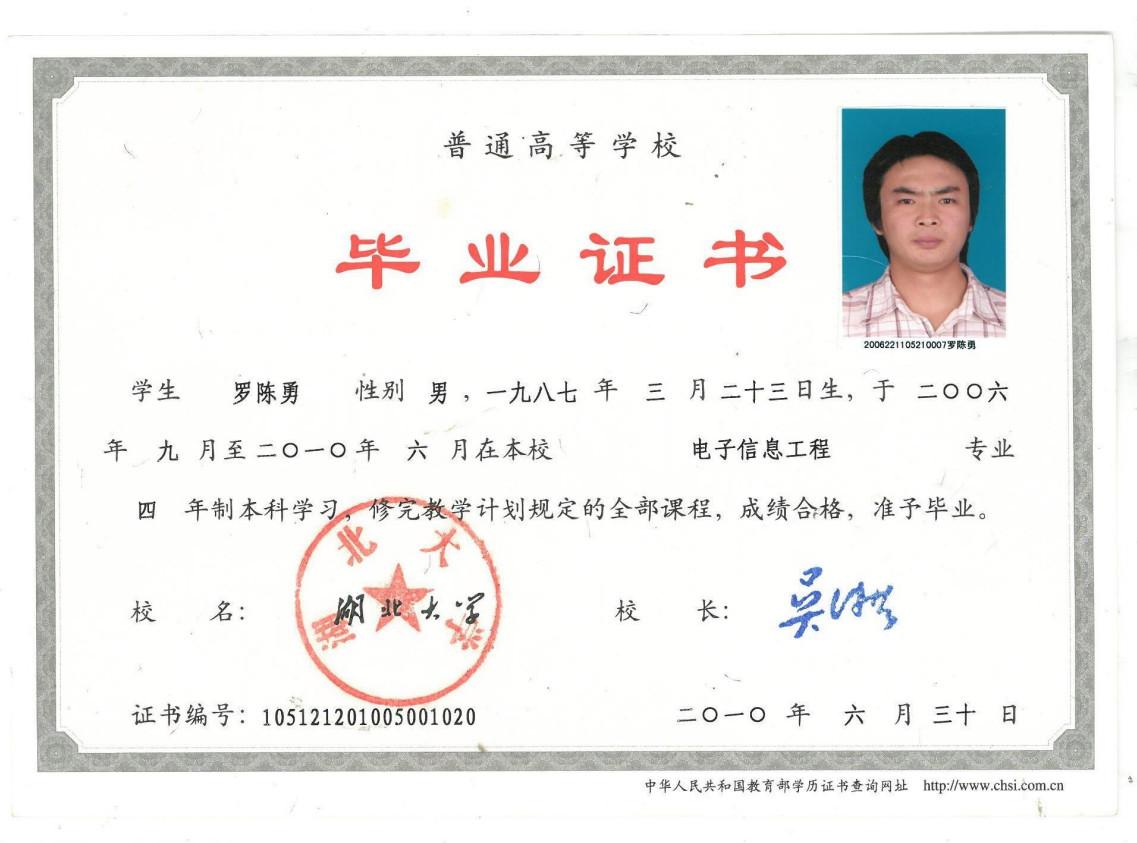 普通高等学校
毕业证书
2006221105210007罗陈勇
学生 罗陈勇 性别 男，一九八七 年 三 月 二十三日生，于 二〇〇六
年 九 月至 二〇一〇 年 六 月在本校 电子信息工程 专业
四 年制本科学习，修完教学计划规定的全部课程，成绩合格，准予毕业。
湖北大学
校 名：湖北大学 校 长：
证书编号：105121201005001020 二〇一〇 年 六 月 三十 日
中华人民共和国教育部学历证书查询网址 http://www.chsi.com.cn